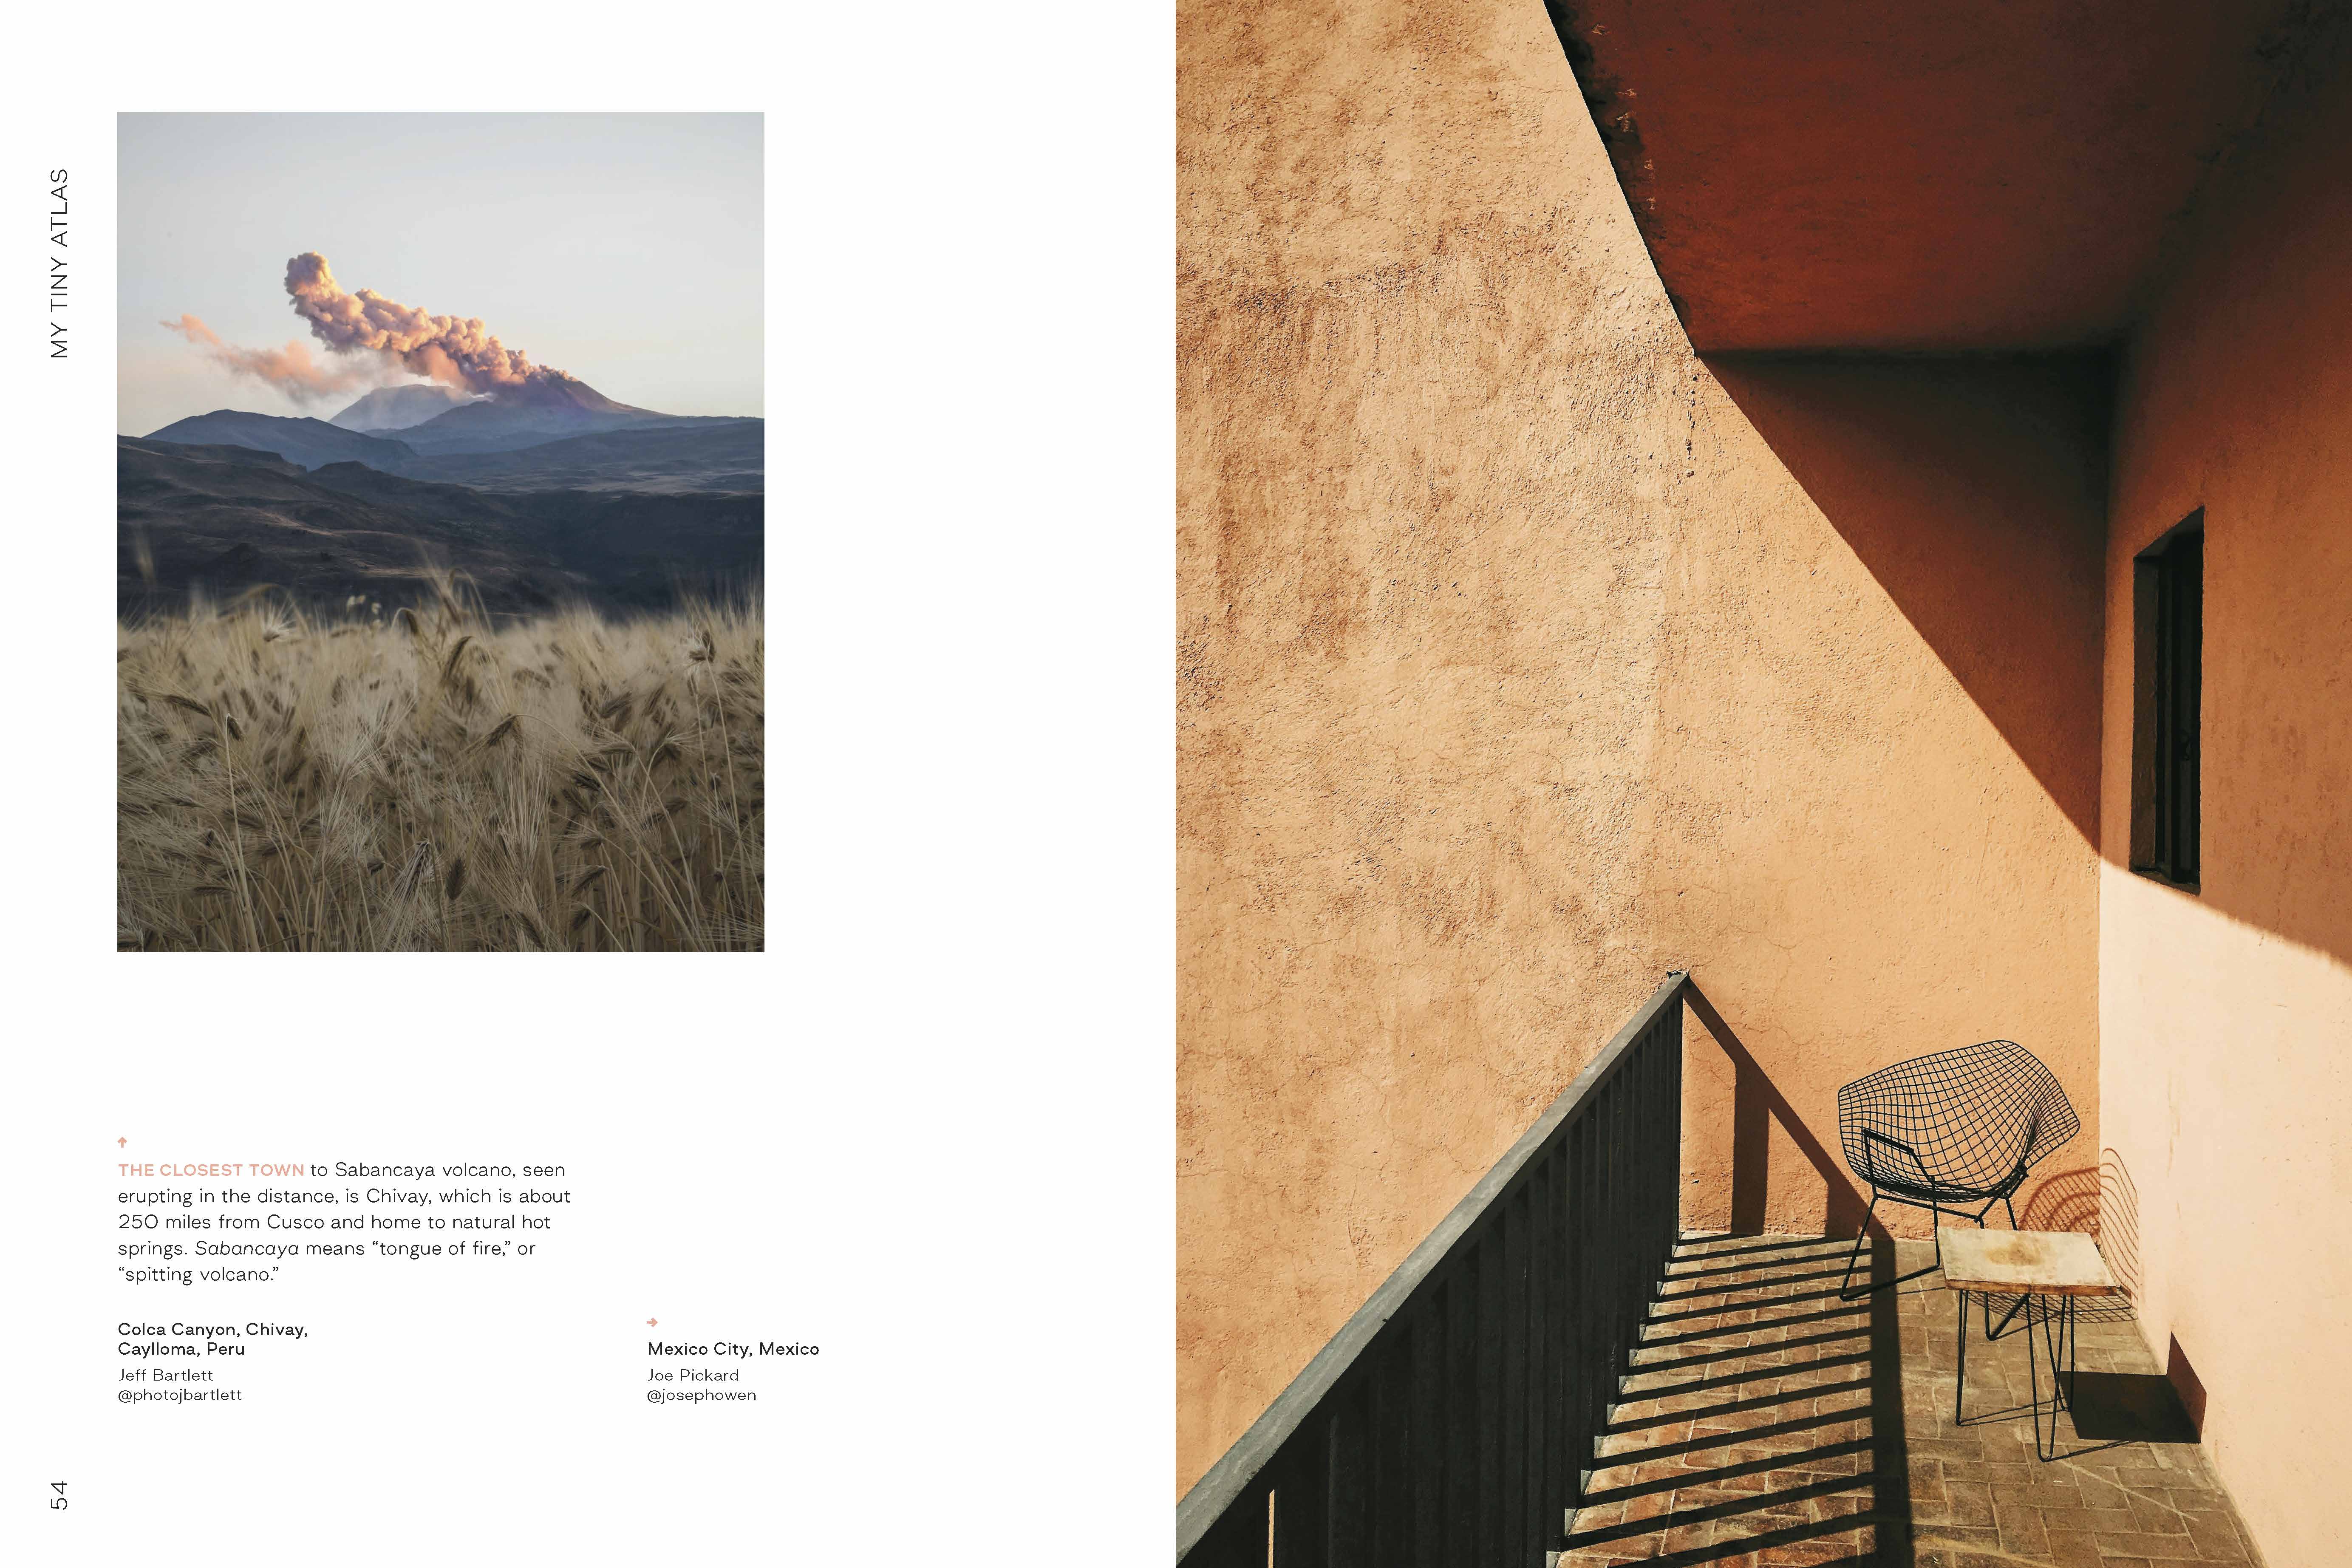 MY TINY ATLAS
↑
THE CLOSEST TOWN to Sabancaya volcano, seen
erupting in the distance, is Chivay, which is about
250 miles from Cusco and home to natural hot
springs. Sabancaya means “tongue of fire,” or
“spitting volcano.”
Colca Canyon, Chivay,
Caylloma, Peru
Jeff Bartlett
@photojbartlett
→
Mexico City, Mexico
Joe Pickard
@josephowen
54